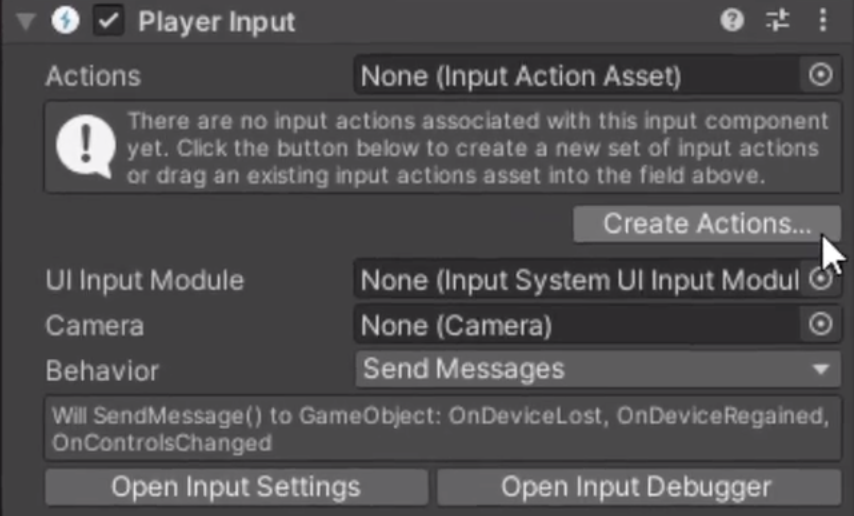 Player Input
Actions
None (Input Action Asset)
There are no input actions associated with this input component
yet. Click the button below to create a new set of input actions
or drag an existing input actions asset into the field above.
Create Actions...
UI Input Module
None (Input System UI Input Modul
Camera
None (Camera)
Behavior
Send Messages
Will SendMessage() to GameObject: OnDeviceLost, OnDeviceRegained,
OnControlsChanged
Open Input Settings
Open Input Debugger